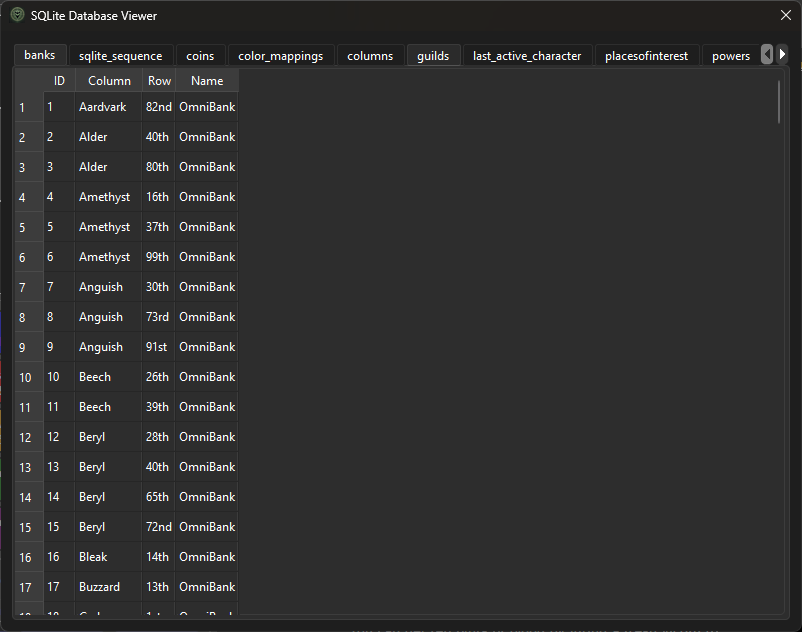 SQLite Database Viewer
banks sqlite_sequence coins color_mappings columns guilds last_active_character placesofinterest powers
ID Column Row Name
1 1 Aardvark 82nd OmniBank
2 2 Alder 40th OmniBank
3 3 Alder 80th OmniBank
4 4 Amethyst 16th OmniBank
5 5 Amethyst 37th OmniBank
6 6 Amethyst 99th OmniBank
7 7 Anguish 30th OmniBank
8 8 Anguish 73rd OmniBank
9 9 Anguish 91st OmniBank
10 10 Beech 26th OmniBank
11 11 Beech 39th OmniBank
12 12 Beryl 28th OmniBank
13 13 Beryl 40th OmniBank
14 14 Beryl 65th OmniBank
15 15 Beryl 72nd OmniBank
16 16 Bleak 14th OmniBank
17 17 Buzzard 13th OmniBank